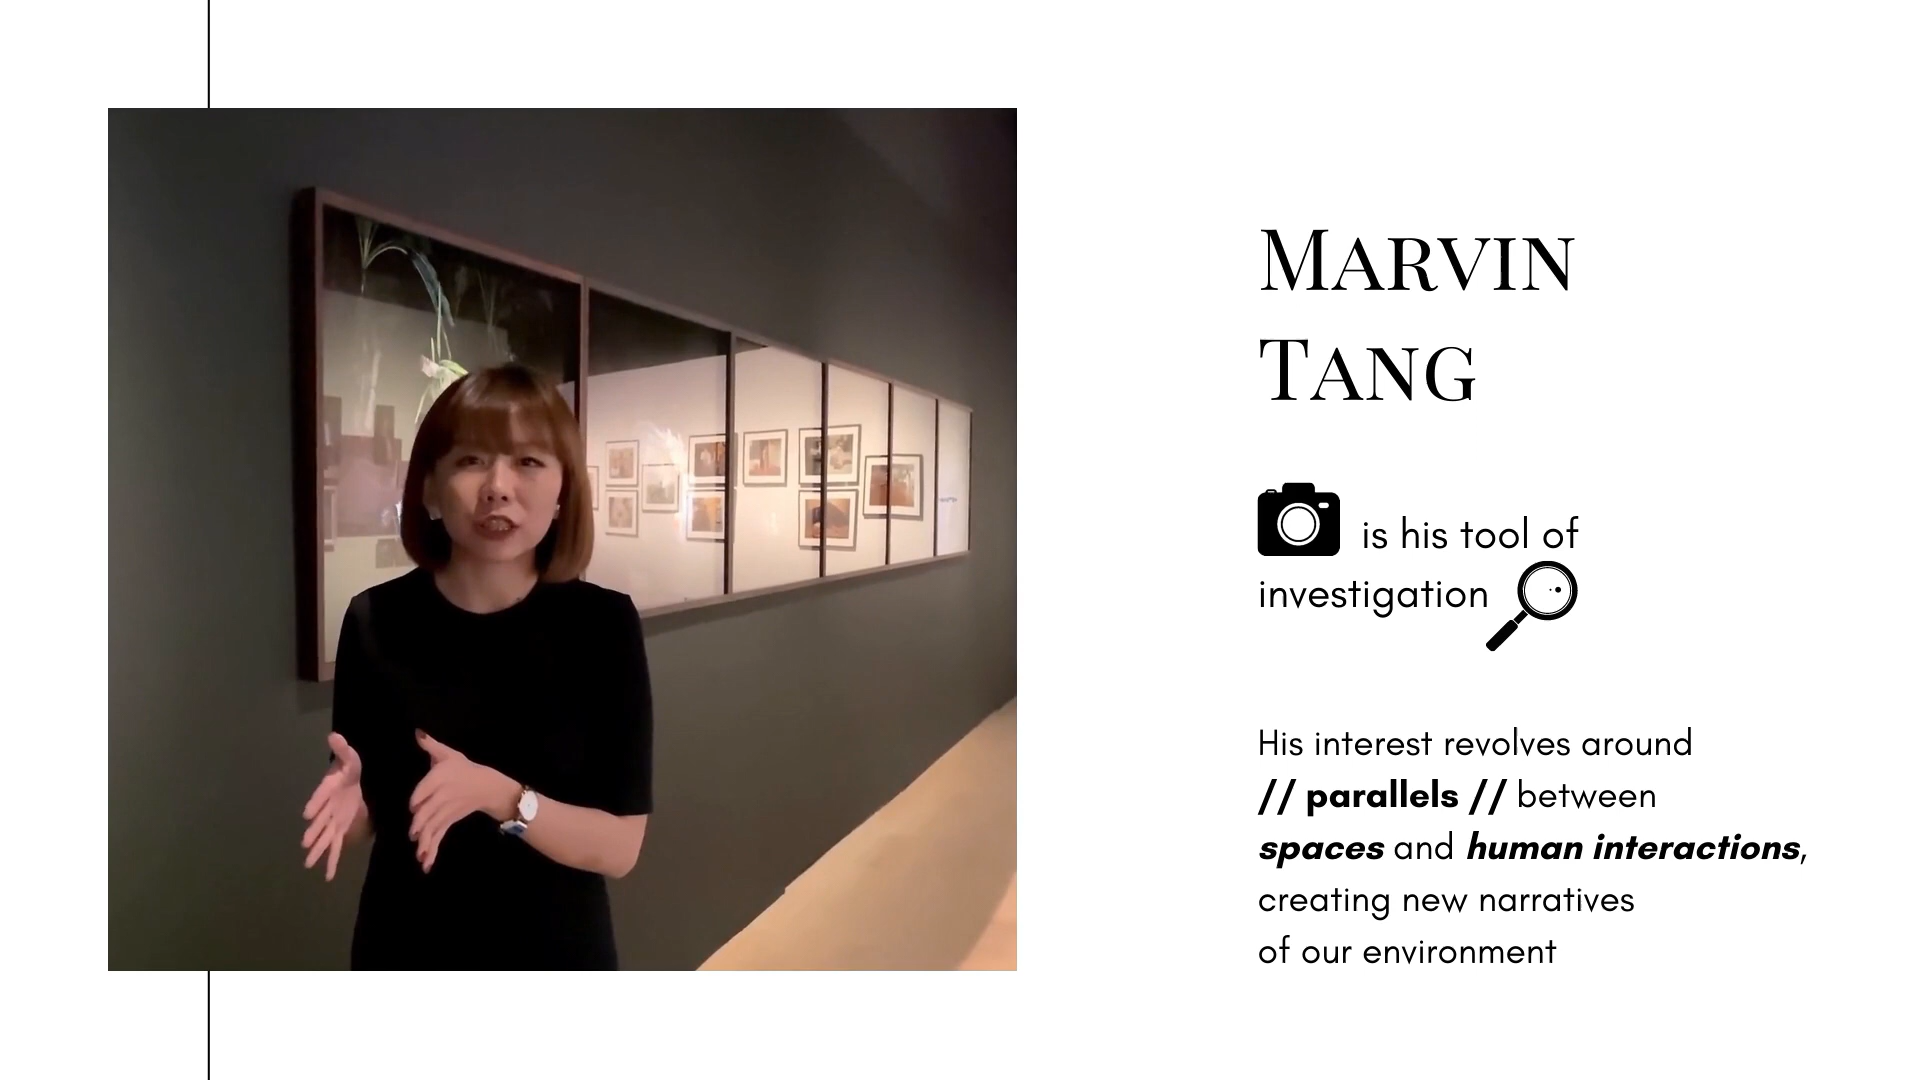 Marvin
Tang
is his tool of
investigation
His interest revolves around
// parallels // between
spaces and human interactions,
creating new narratives
of our environment